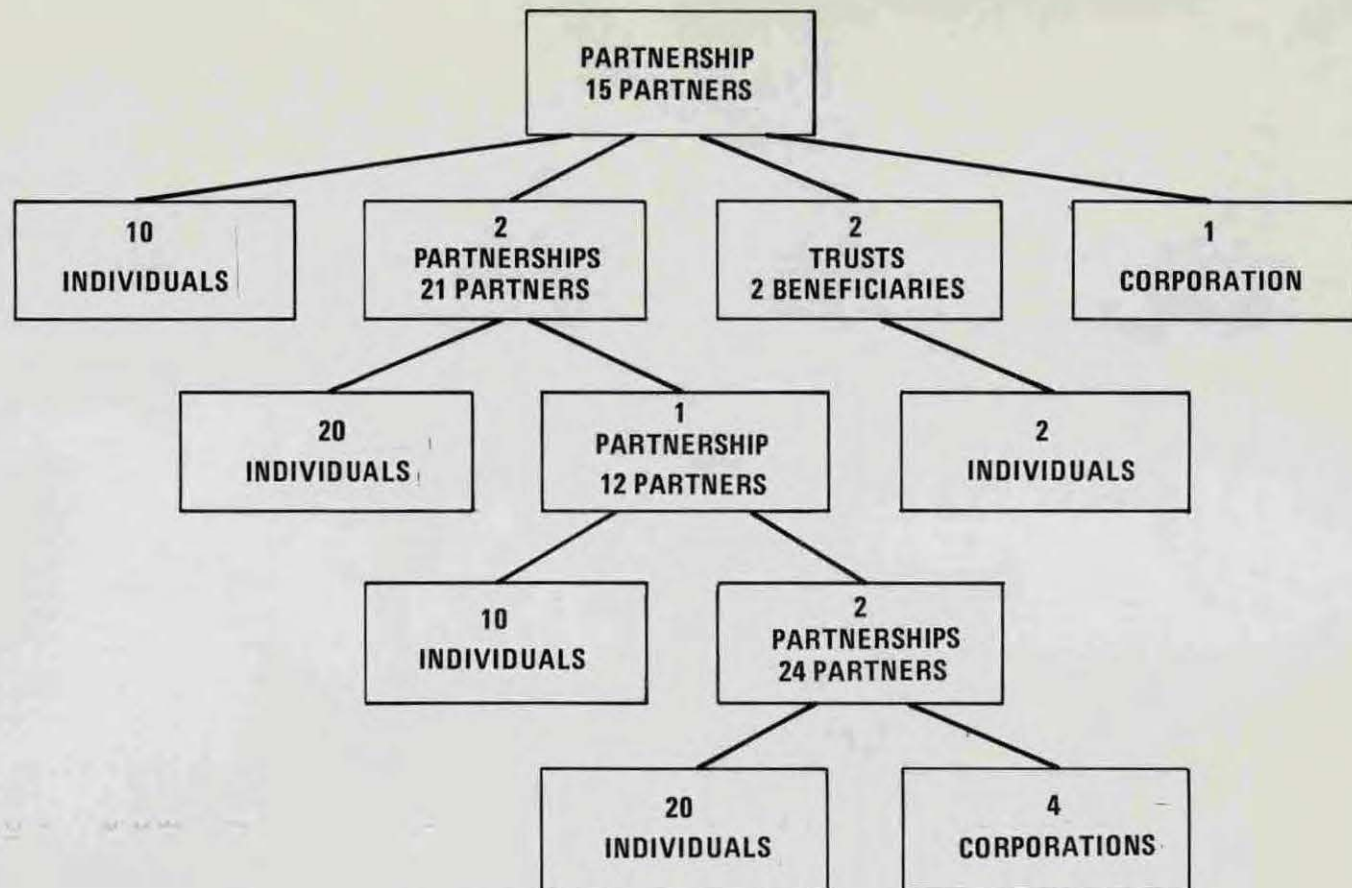 PARTNERSHIP
15 PARTNERS
10
INDIVIDUALS
2
PARTNERSHIPS
21 PARTNERS
2
TRUSTS
2 BENEFICIARIES
1
CORPORATION
20
INDIVIDUALS
1
PARTNERSHIP
12 PARTNERS
2
INDIVIDUALS
10
INDIVIDUALS
2
PARTNERSHIPS
24 PARTNERS
20
INDIVIDUALS
4
CORPORATIONS